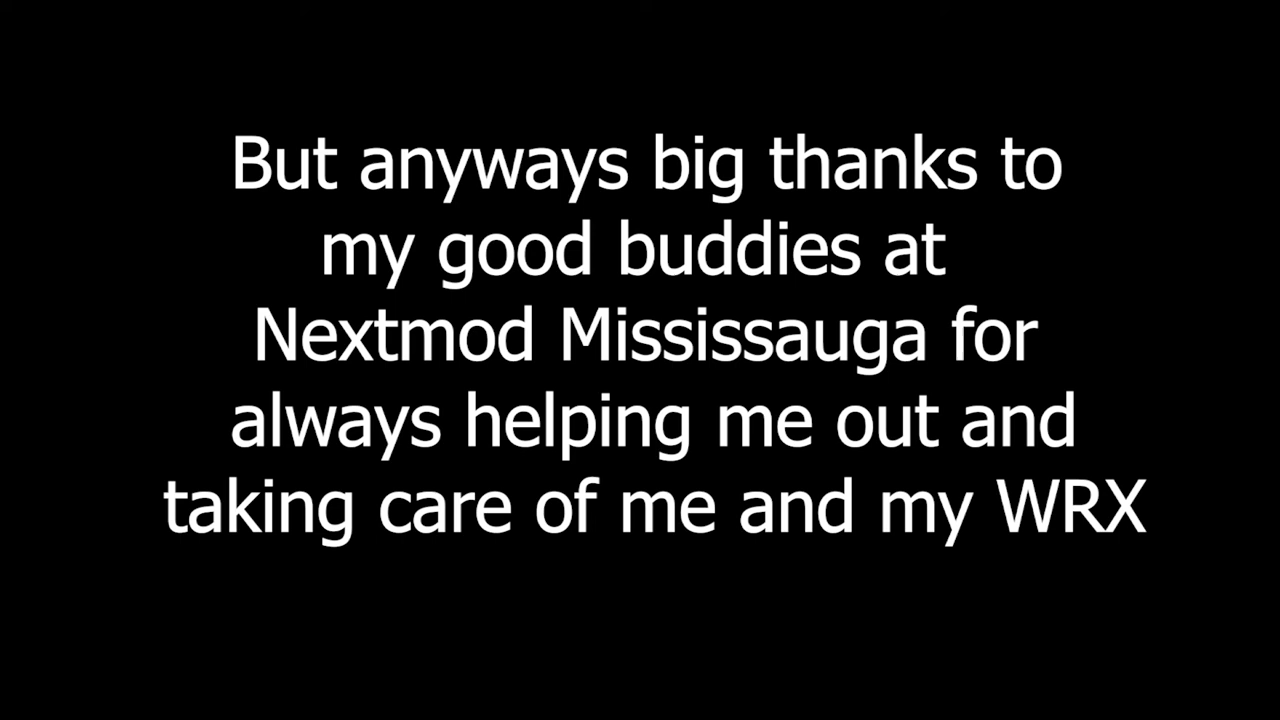 But anyways big thanks to
my good buddies at
Nextmod Mississauga for
always helping me out and
taking care of me and my WRX